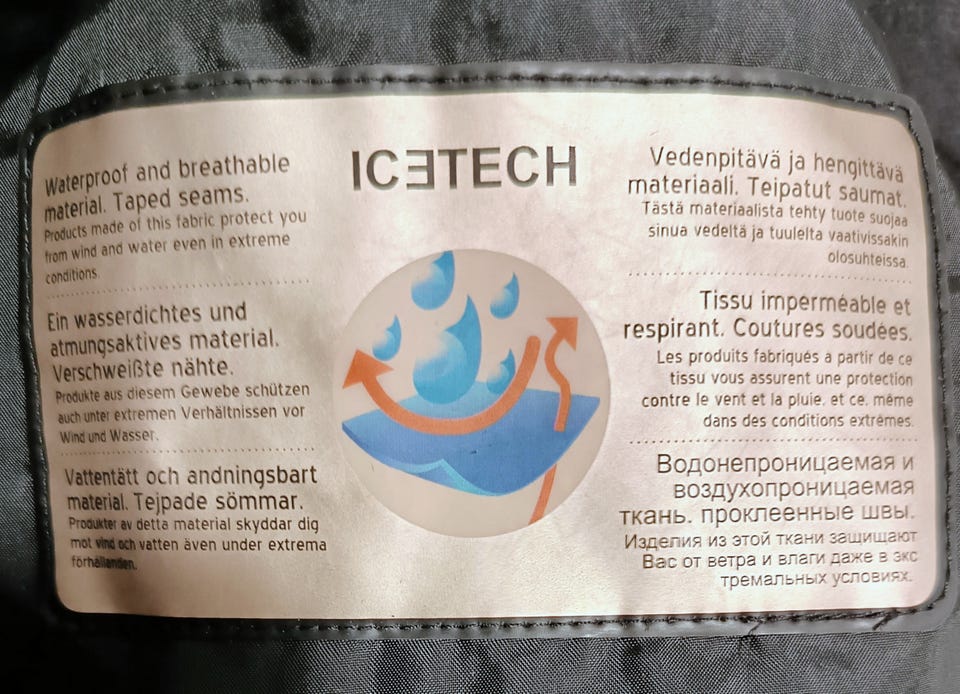 ICƎTECH
Waterproof and breathable
material. Taped seams.
Products made of this fabric protect you
from wind and water even in extreme
conditions.
Ein wasserdichtes und
atmungsaktives material.
Verschweißte nähte.
Produkte aus diesem Gewebe schützen
auch unter extremen Verhältnissen vor
Wind und Wasser.
Vattentätt och andningsbart
material. Tejpade sömmar.
Produkter av detta material skyddar dig
mot vind och vatten även under extrema
förhållanden.
Vedenpitävä ja hengittävä
materiaali. Teipatut saumat.
Tästä materiaalista tehty tuote suojaa
sinua vedeltä ja tuulelta vaativissakin
olosuhteissa.
Tissu imperméable et
respirant. Coutures soudées.
Les produits fabriqués a partir de ce
tissu vous assurent une protection
contre le vent et la pluie, et ce, même
dans des conditions extrêmes.
Водонепроницаемая и
воздухопроницаемая
ткань. проклеенные швы.
Изделия из этой ткани защищают
Вас от ветра и влаги даже в экс
тремальных условиях.